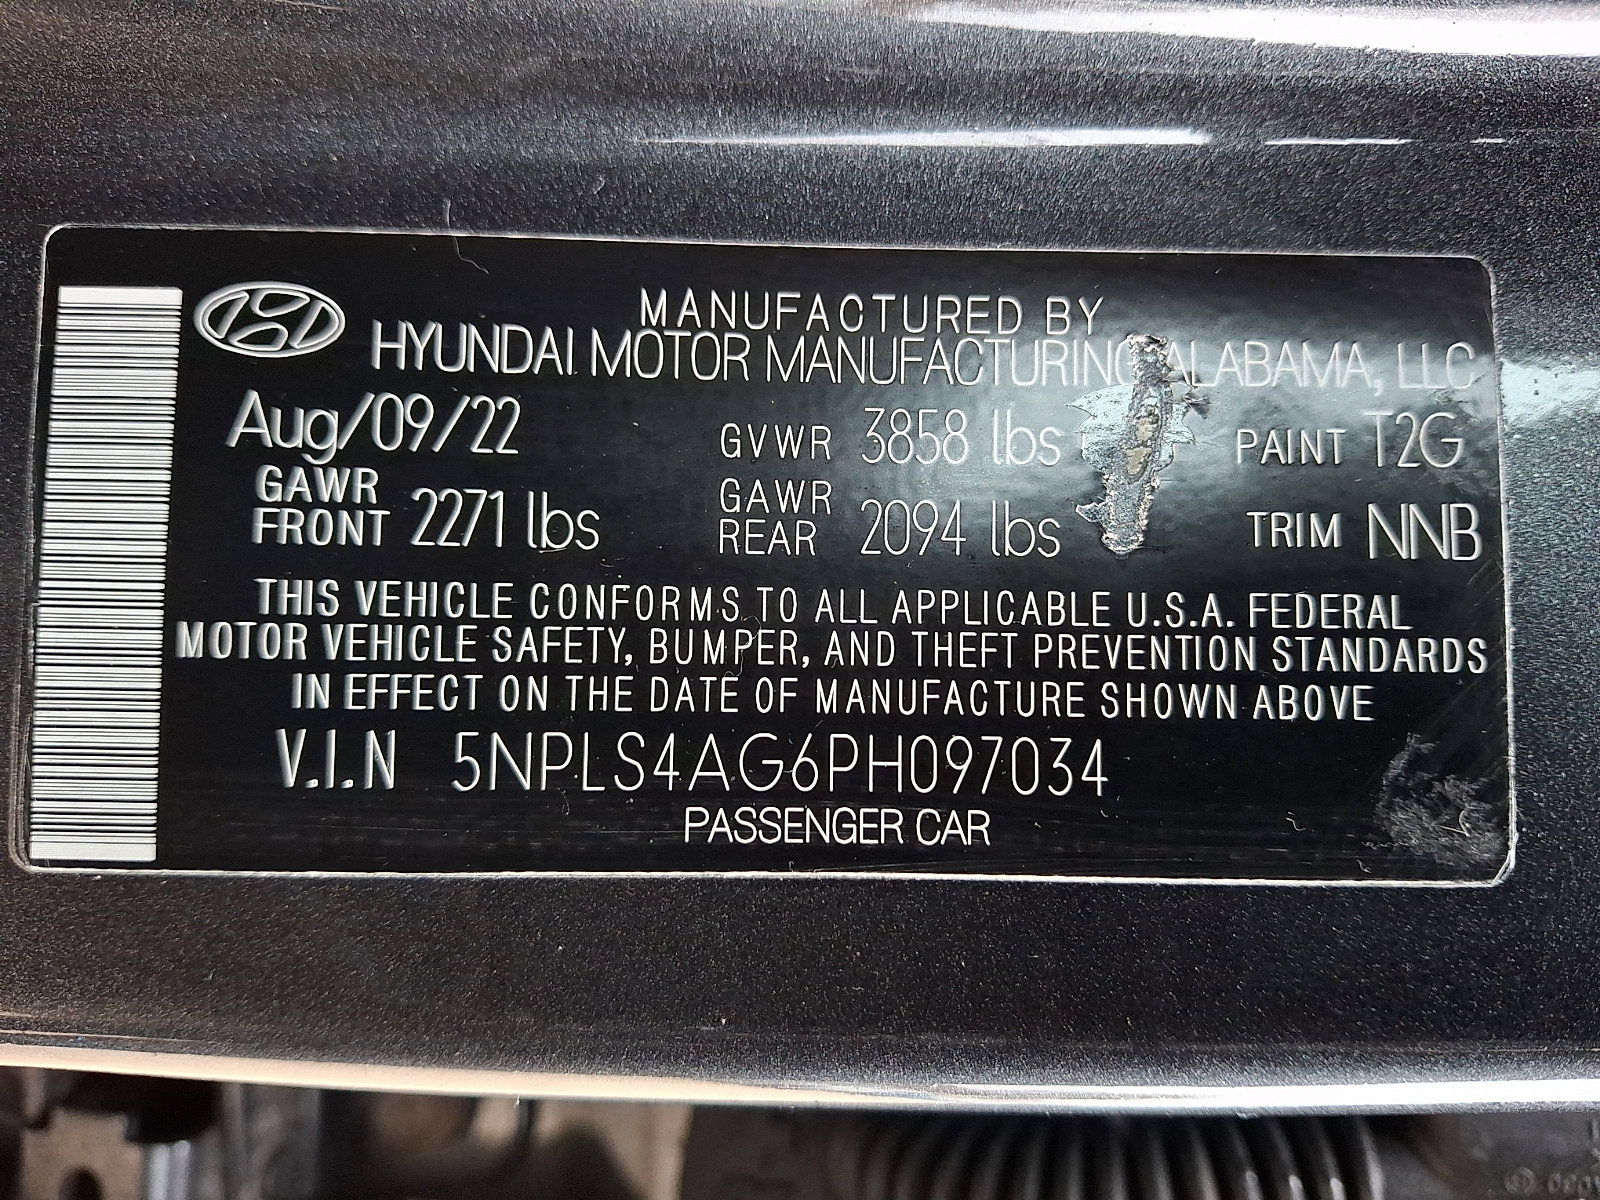 MANUFACTURED BY
HYUNDAI MOTOR MANUFACTURING ALABAMA, LLC
Aug/09/22 GVWR 3858 lbs PAINT T2G
GAWR FRONT 2271 lbs GAWR REAR 2094 lbs TRIM NNB
THIS VEHICLE CONFORMS TO ALL APPLICABLE U.S.A. FEDERAL
MOTOR VEHICLE SAFETY, BUMPER, AND THEFT PREVENTION STANDARDS
IN EFFECT ON THE DATE OF MANUFACTURE SHOWN ABOVE
V.I.N 5NPLS4AG6PH097034
PASSENGER CAR